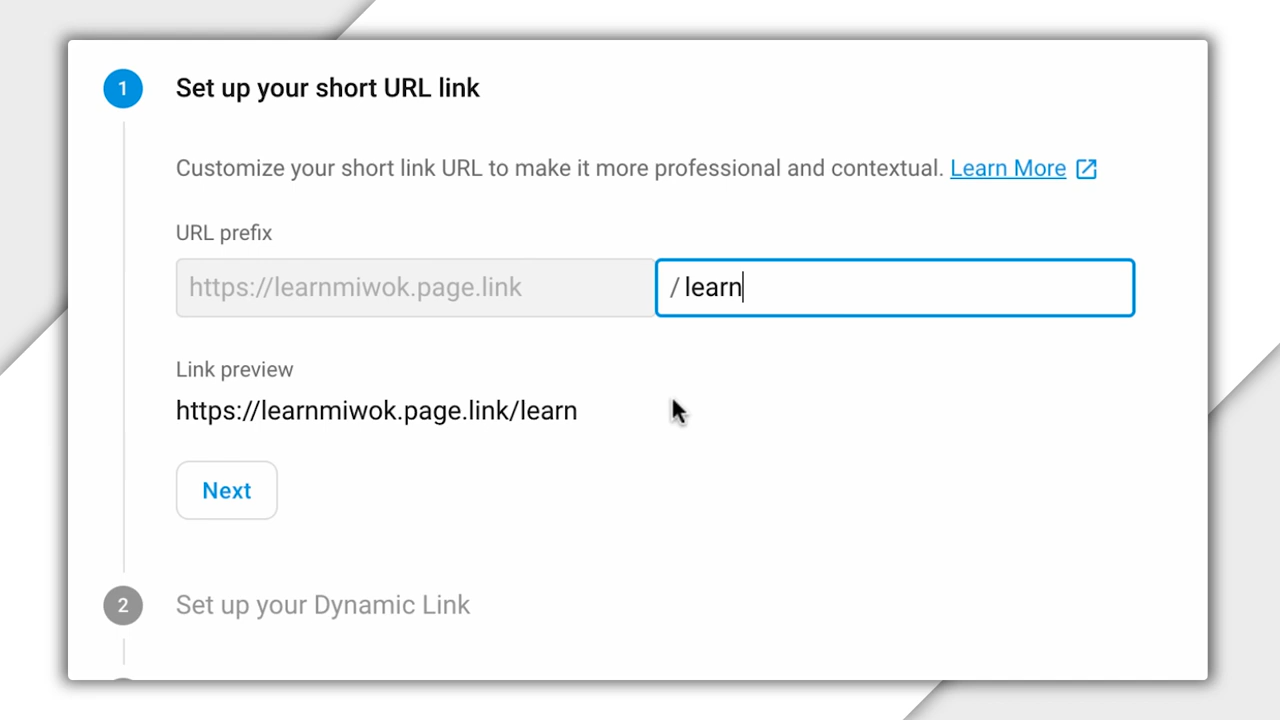 1 Set up your short URL link
Customize your short link URL to make it more professional and contextual. Learn More
URL prefix
https://learnmiwok.page.link / learn
Link preview
https://learnmiwok.page.link/learn
Next
2 Set up your Dynamic Link